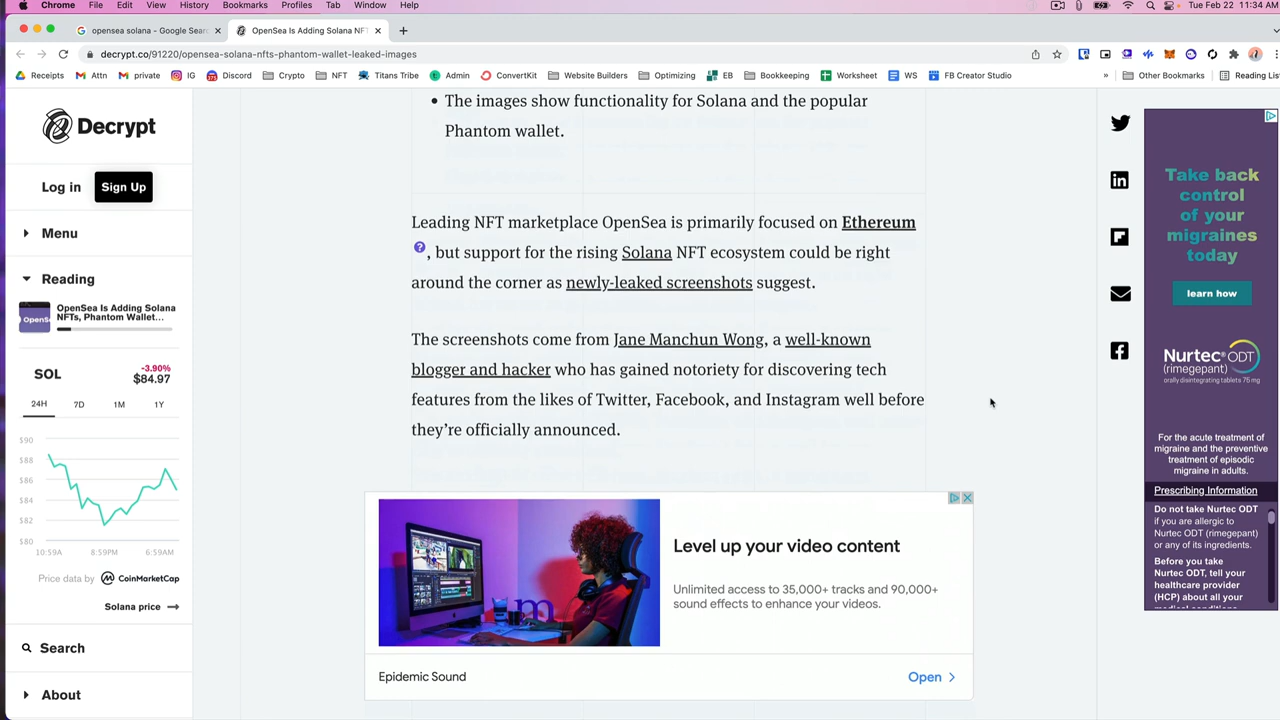 Chrome File Edit View History Bookmarks Profiles Tab Window Help
Tue Feb 22 11:34 AM
opensea solana - Google Sear
OpenSea Is Adding Solana NFT
decrypt.co/91220/opensea-solana-nfts-phantom-wallet-leaked-images
Receipts Attn private IG Discord Crypto NFT Titans Tribe Admin ConvertKit Website Builders Optimizing EB Bookkeeping Worksheet WS FB Creator Studio » Other Bookmarks Reading List
Decrypt
Log in Sign Up
Menu
Reading
OpenSea Is Adding Solana
NFTs, Phantom Wallet...
OpenSe
SOL
-3.90%
$84.97
24H 7D 1M 1Y
$90
$88
$86
$84
$82
$80
10:59A 8:59PM 6:59AM
Price data by CoinMarketCap
Solana price →
Search
About
• The images show functionality for Solana and the popular
Phantom wallet.
Leading NFT marketplace OpenSea is primarily focused on Ethereum
?, but support for the rising Solana NFT ecosystem could be right
around the corner as newly-leaked screenshots suggest.
The screenshots come from Jane Manchun Wong, a well-known
blogger and hacker who has gained notoriety for discovering tech
features from the likes of Twitter, Facebook, and Instagram well before
they’re officially announced.
Level up your video content
Unlimited access to 35,000+ tracks and 90,000+
sound effects to enhance your videos.
Epidemic Sound
Open
Take back
control
of your
migraines
today
learn how
Nurtec® ODT
(rimegepant)
orally disintegrating tablets 75 mg
For the acute treatment of
migraine and the preventive
treatment of episodic
migraine in adults.
Prescribing Information
Do not take Nurtec ODT
if you are allergic to
Nurtec ODT (rimegepant)
or any of its ingredients.
Before you take
Nurtec ODT, tell your
healthcare provider
(HCP) about all your
medical conditions,